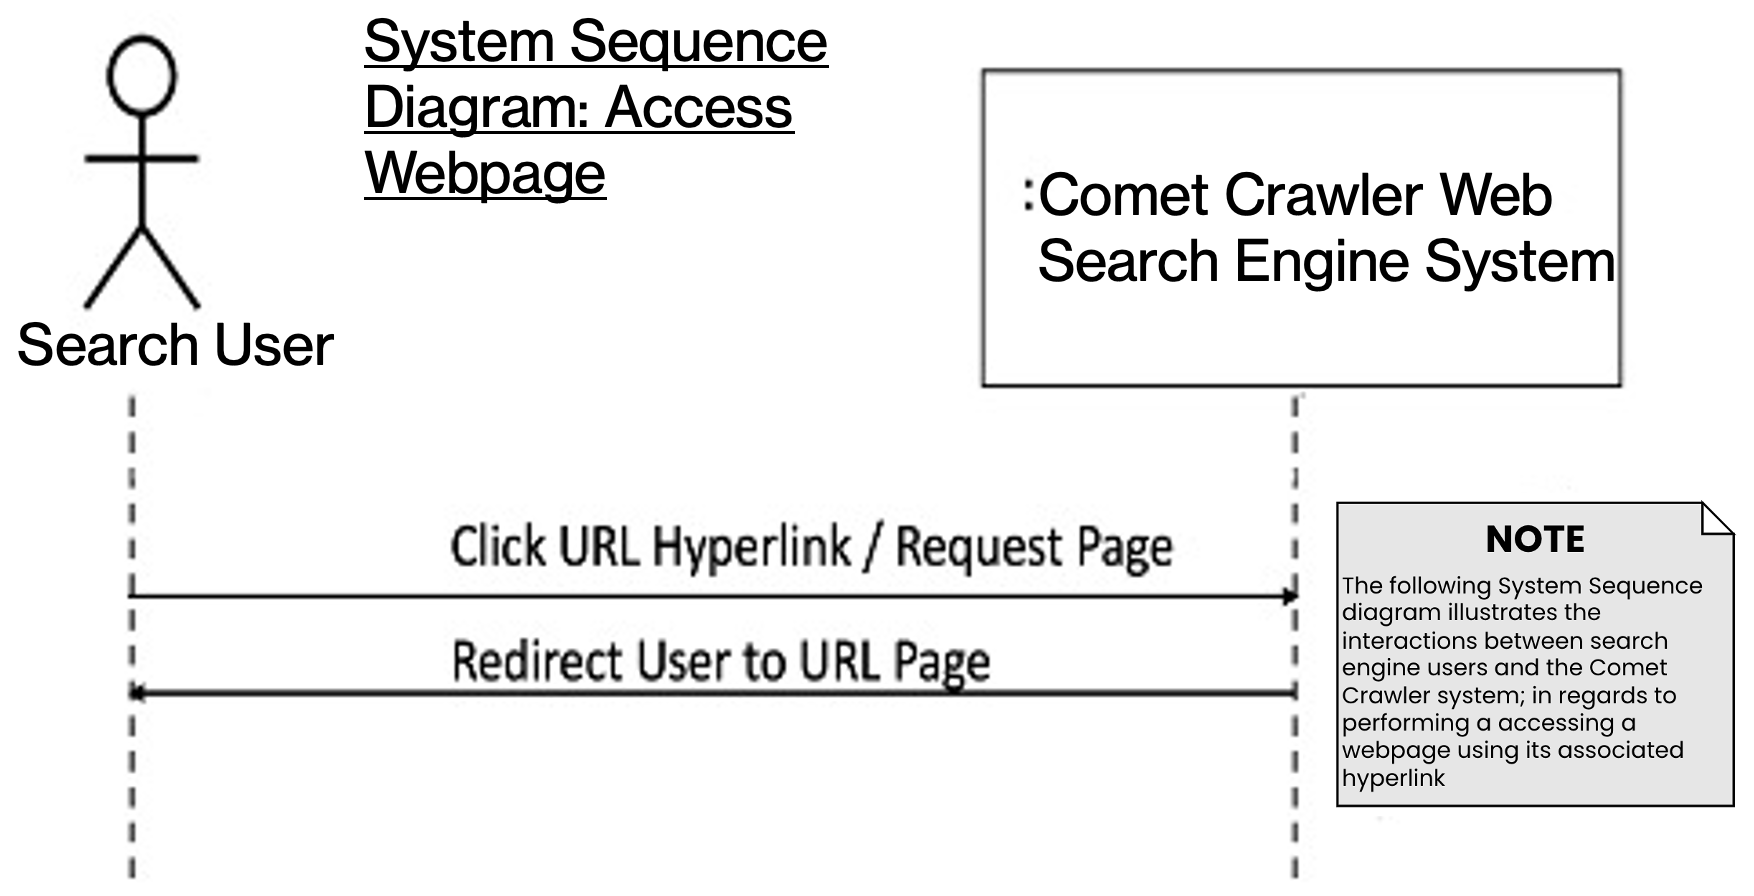 System Sequence
Diagram: Access
Webpage
:Comet Crawler Web
Search Engine System
Search User
Click URL Hyperlink / Request Page
Redirect User to URL Page
NOTE
The following System Sequence
diagram illustrates the
interactions between search
engine users and the Comet
Crawler system; in regards to
performing a accessing a
webpage using its associated
hyperlink